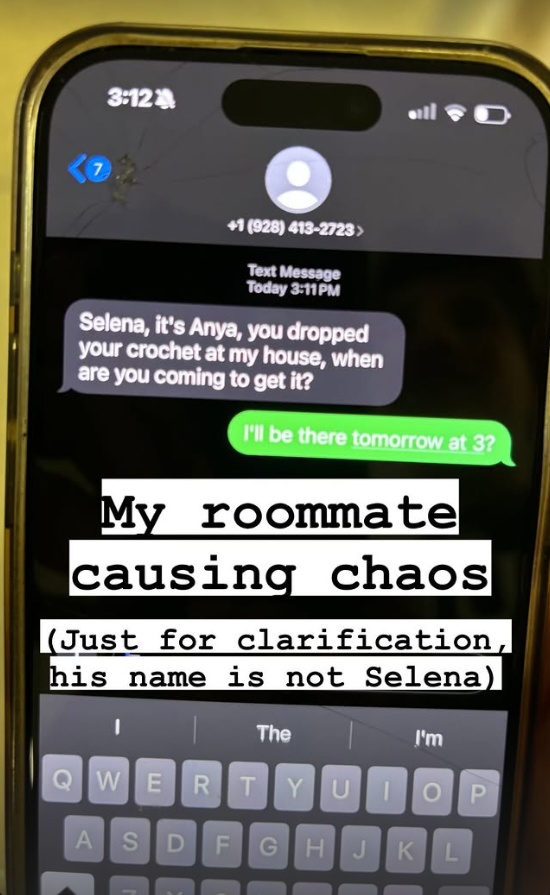 3:12
7
+1 (928) 413-2723 >
Text Message
Today 3:11 PM
Selena, it's Anya, you dropped
your crochet at my house, when
are you coming to get it?
I'll be there tomorrow at 3?
My roommate
causing chaos
(Just for clarification,
his name is not Selena)
I The I'm
Q W E R T Y U I O P
A S D F G H J K L